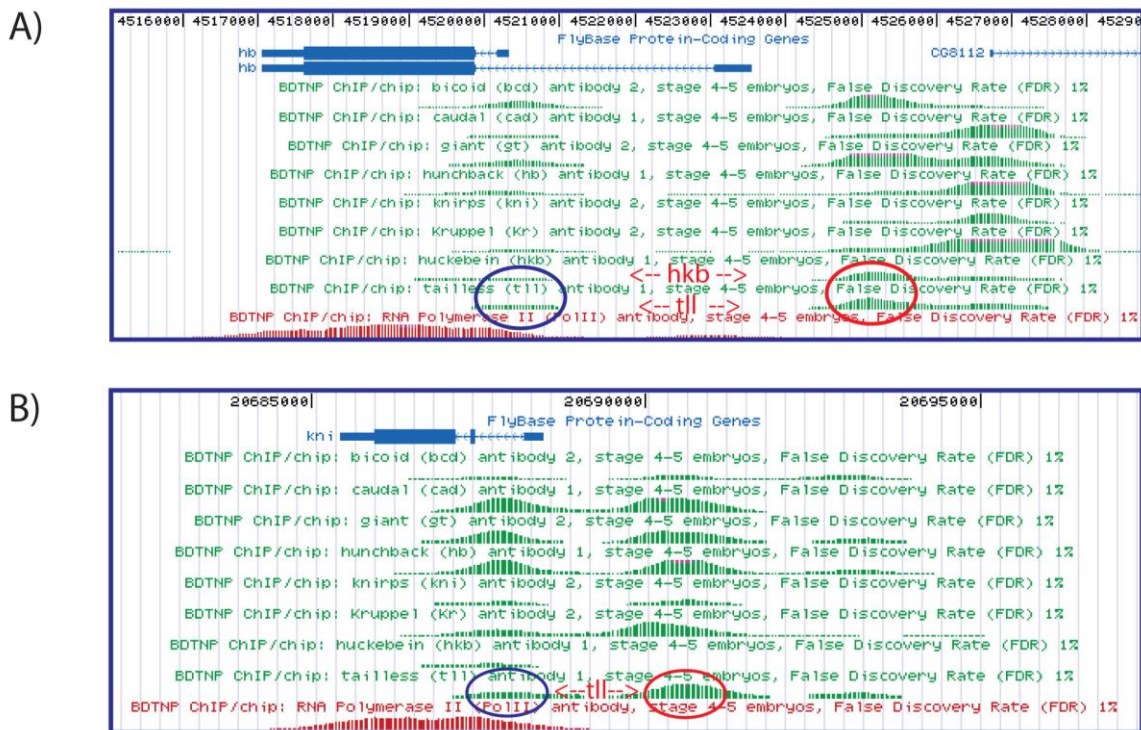 A)
4516000 4517000 4518000 4519000 4520000 4521000 4522000 4523000 4524000 4525000 4526000 4527000 4528000 45290
FlyBase Protein-Coding Genes
hb CG8112
hb
BDTNP ChIP/chip: bicoid (bcd) antibody 2, stage 4-5 embryos, False Discovery Rate (FDR) 1%
BDTNP ChIP/chip: caudal (cad) antibody 1, stage 4-5 embryos, False Discovery Rate (FDR) 1%
BDTNP ChIP/chip: giant (gt) antibody 2, stage 4-5 embryos, False Discovery Rate (FDR) 1%
BDTNP ChIP/chip: hunchback (hb) antibody 1, stage 4-5 embryos, False Discovery Rate (FDR) 1%
BDTNP ChIP/chip: knirps (kni) antibody 2, stage 4-5 embryos, False Discovery Rate (FDR) 1%
BDTNP ChIP/chip: Kruppel (Kr) antibody 2, stage 4-5 embryos, False Discovery Rate (FDR) 1%
BDTNP ChIP/chip: huckebein (hkb) antibody 1, stage 4-5 embryos, False Discovery Rate (FDR) 1%
<-- hkb -->
BDTNP ChIP/chip: tailless (tll) antibody 1, stage 4-5 embryos, False Discovery Rate (FDR) 1%
<-- tll -->
BDTNP ChIP/chip: RNA Polymerase II (PolII) antibody, stage 4-5 embryos, False Discovery Rate (FDR) 1%
B)
20685000 20690000 20695000
FlyBase Protein-Coding Genes
kni
BDTNP ChIP/chip: bicoid (bcd) antibody 2, stage 4-5 embryos, False Discovery Rate (FDR) 1%
BDTNP ChIP/chip: caudal (cad) antibody 1, stage 4-5 embryos, False Discovery Rate (FDR) 1%
BDTNP ChIP/chip: giant (gt) antibody 2, stage 4-5 embryos, False Discovery Rate (FDR) 1%
BDTNP ChIP/chip: hunchback (hb) antibody 1, stage 4-5 embryos, False Discovery Rate (FDR) 1%
BDTNP ChIP/chip: knirps (kni) antibody 2, stage 4-5 embryos, False Discovery Rate (FDR) 1%
BDTNP ChIP/chip: Kruppel (Kr) antibody 2, stage 4-5 embryos, False Discovery Rate (FDR) 1%
BDTNP ChIP/chip: huckebein (hkb) antibody 1, stage 4-5 embryos, False Discovery Rate (FDR) 1%
BDTNP ChIP/chip: tailless (tll) antibody 1, stage 4-5 embryos, False Discovery Rate (FDR) 1%
<--tll-->
BDTNP ChIP/chip: RNA Polymerase II (PolII) antibody, stage 4-5 embryos, False Discovery Rate (FDR) 1%